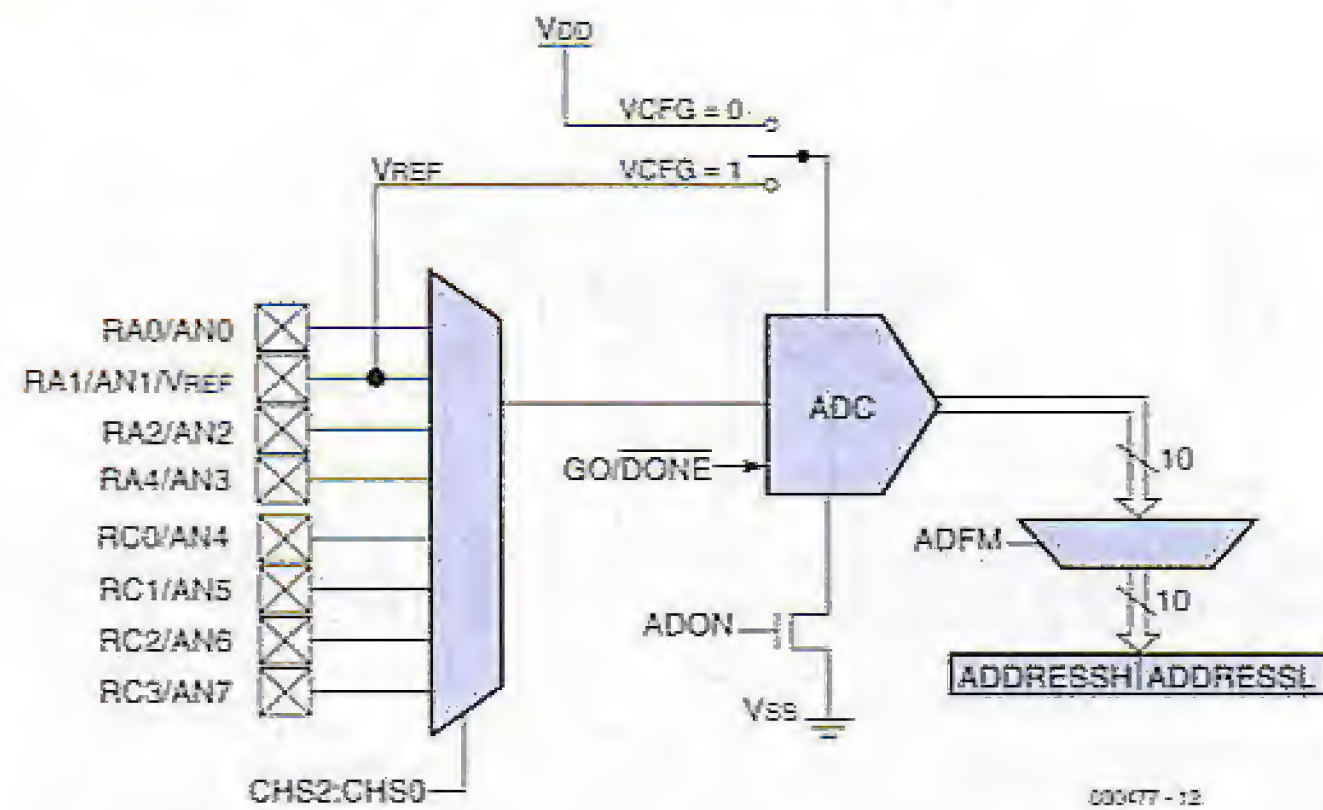 VDD
VCFG = 0
VREF
VCFG = 1
RA0/AN0
RA1/AN1/VREF
RA2/AN2
RA4/AN3
RC0/AN4
RC1/AN5
RC2/AN6
RC3/AN7
CHS2:CHS0
ADC
GO/DONE
ADON
VSS
10
ADFM
10
ADDRESSH ADDRESSL